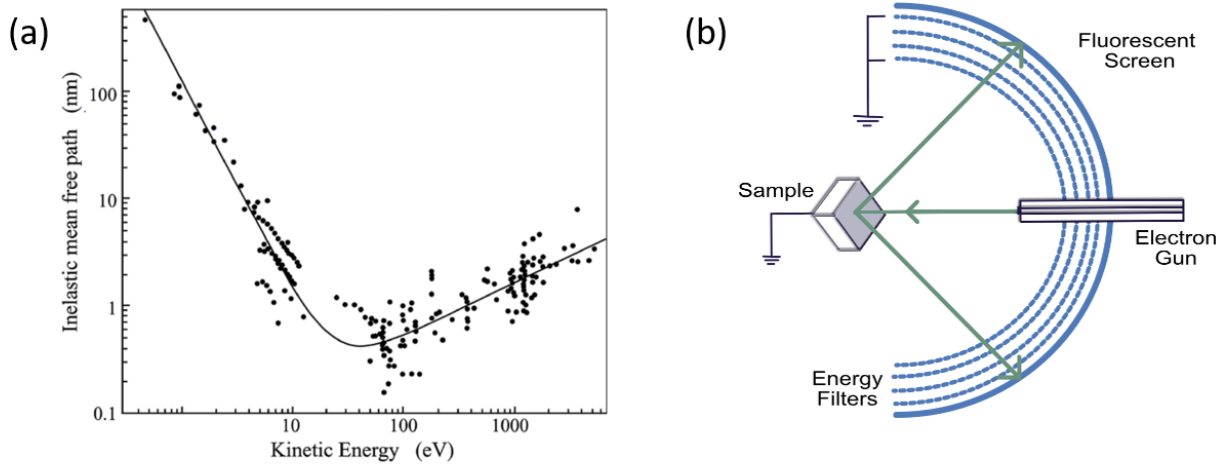 (a)
Inelastic mean free path (nm)
100
10
1
0.1
1
10
100
1000
Kinetic Energy (eV)
(b)
Fluorescent
Screen
Sample
Electron
Gun
Energy
Filters